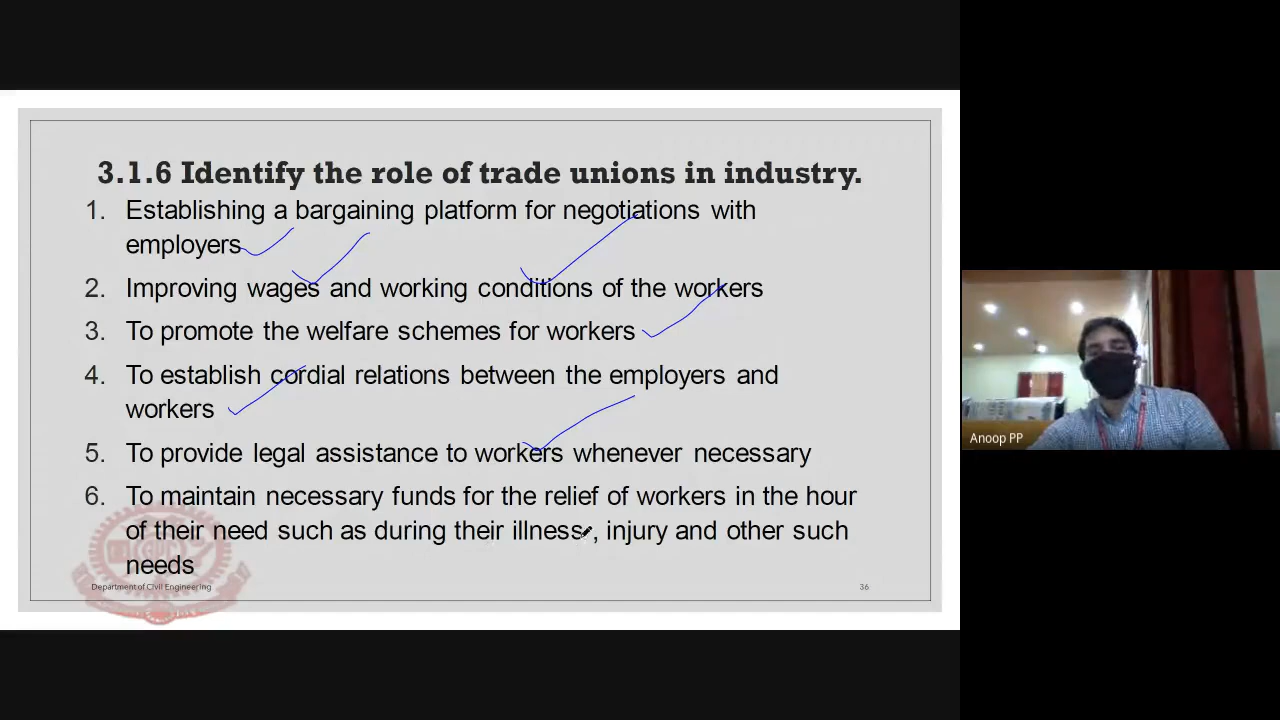 3.1.6 Identify the role of trade unions in industry.
1. Establishing a bargaining platform for negotiations with
employers
2. Improving wages and working conditions of the workers
3. To promote the welfare schemes for workers
4. To establish cordial relations between the employers and
workers
5. To provide legal assistance to workers whenever necessary
6. To maintain necessary funds for the relief of workers in the hour
of their need such as during their illness, injury and other such
needs
Department of Civil Engineering
36
Anoop PP